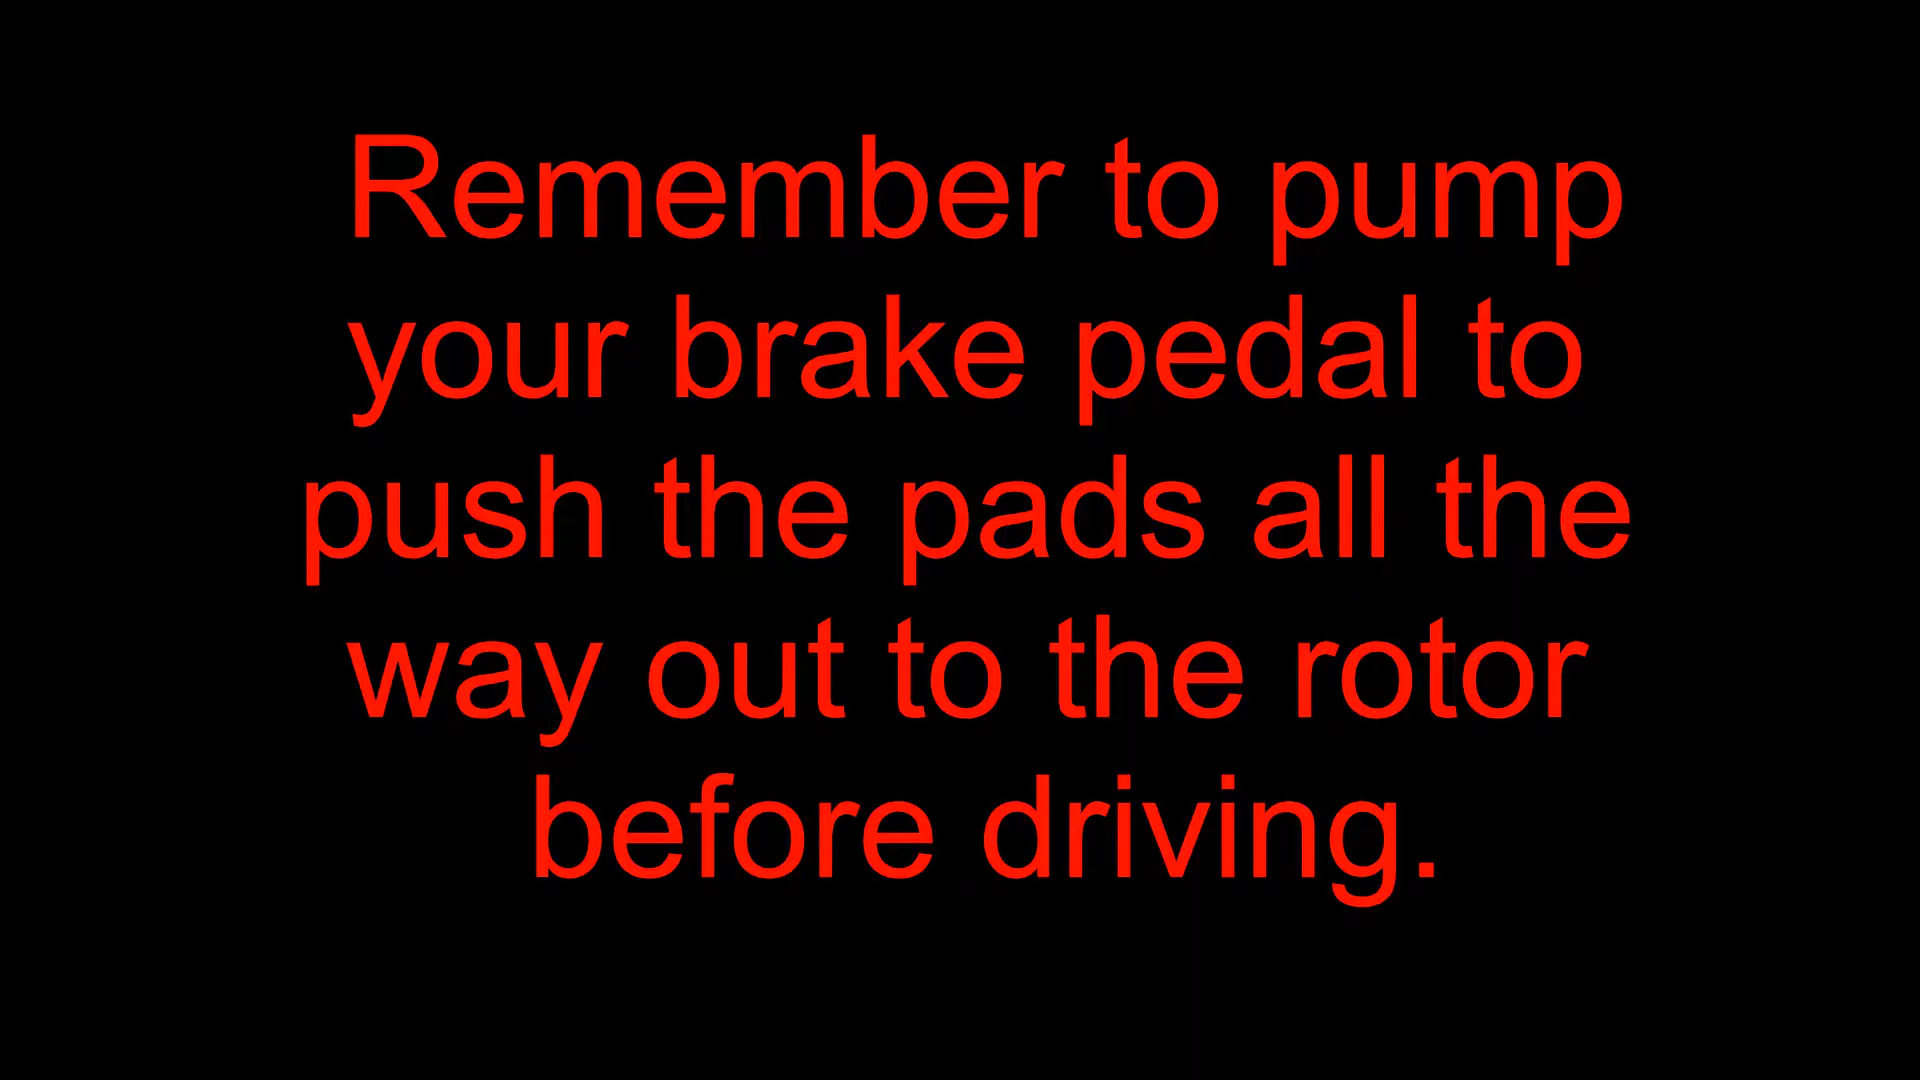 Remember to pump
your brake pedal to
push the pads all the
way out to the rotor
before driving.